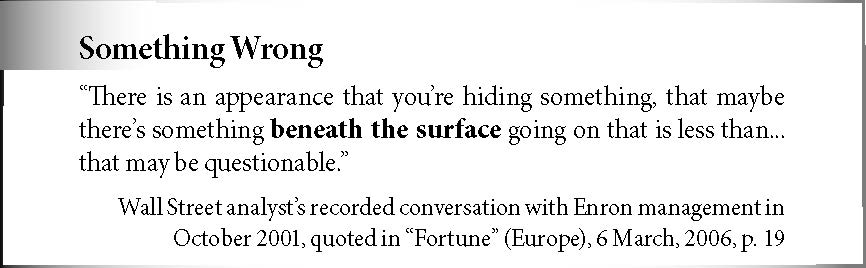 Something Wrong
“There is an appearance that you’re hiding something, that maybe
there’s something beneath the surface going on that is less than...
that may be questionable.”
Wall Street analyst’s recorded conversation with Enron management in
October 2001, quoted in “Fortune” (Europe), 6 March, 2006, p. 19